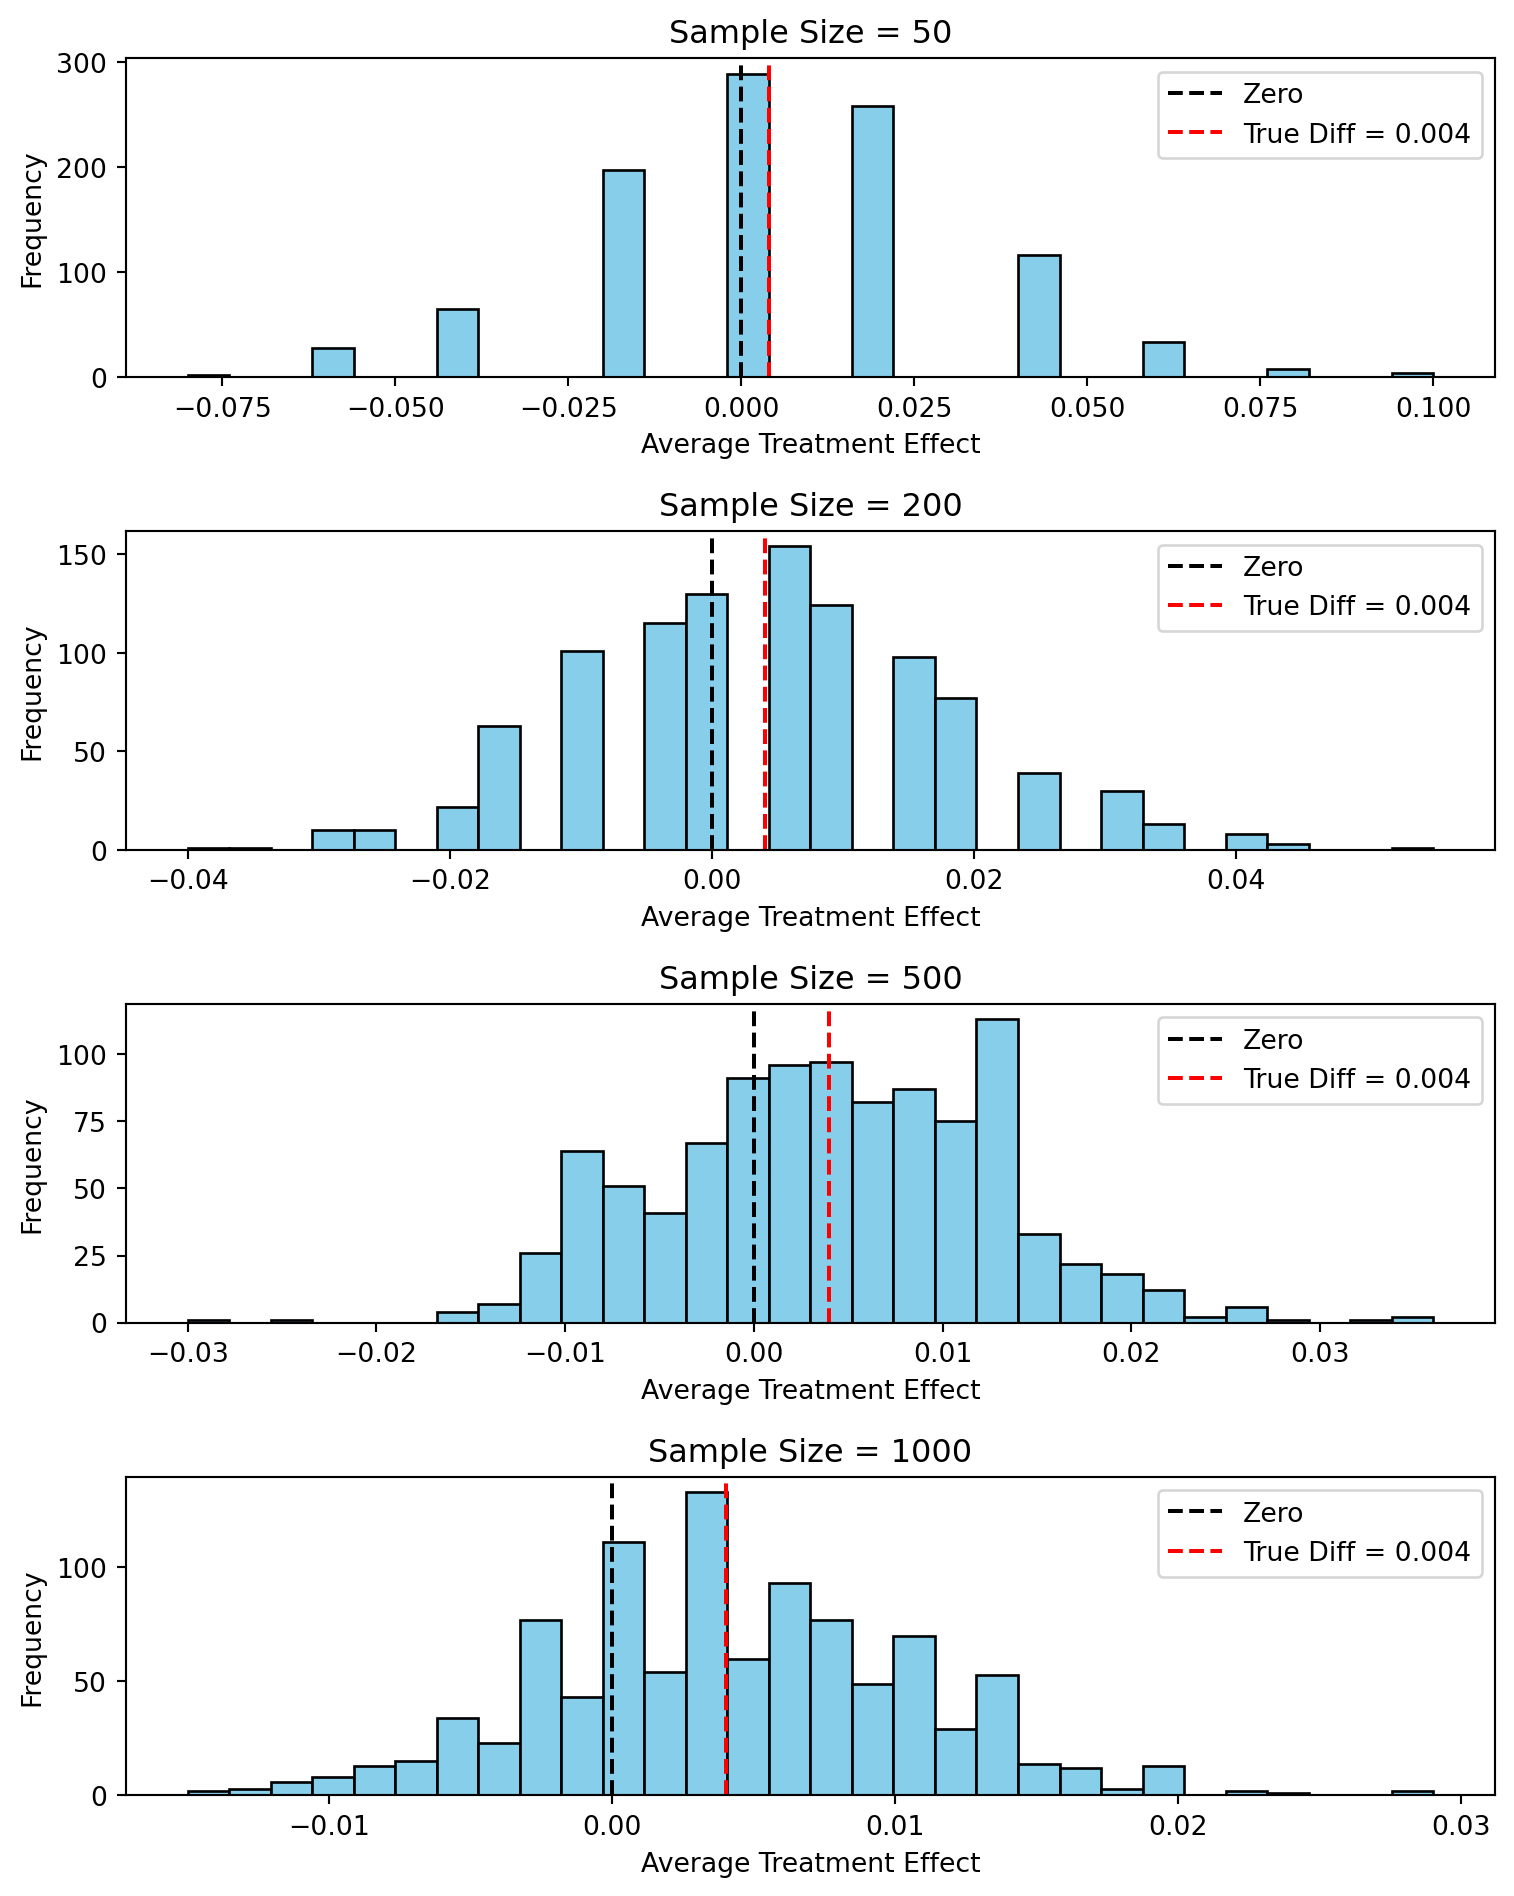 Sample Size = 50
300
200
100
0
Frequency
Zero
True Diff = 0.004
−0.075 −0.050 −0.025 0.000 0.025 0.050 0.075 0.100
Average Treatment Effect
Sample Size = 200
150
100
50
0
Frequency
Zero
True Diff = 0.004
−0.04 −0.02 0.00 0.02 0.04
Average Treatment Effect
Sample Size = 500
100
75
50
25
0
Frequency
Zero
True Diff = 0.004
−0.03 −0.02 −0.01 0.00 0.01 0.02 0.03
Average Treatment Effect
Sample Size = 1000
100
50
0
Frequency
Zero
True Diff = 0.004
−0.01 0.00 0.01 0.02 0.03
Average Treatment Effect